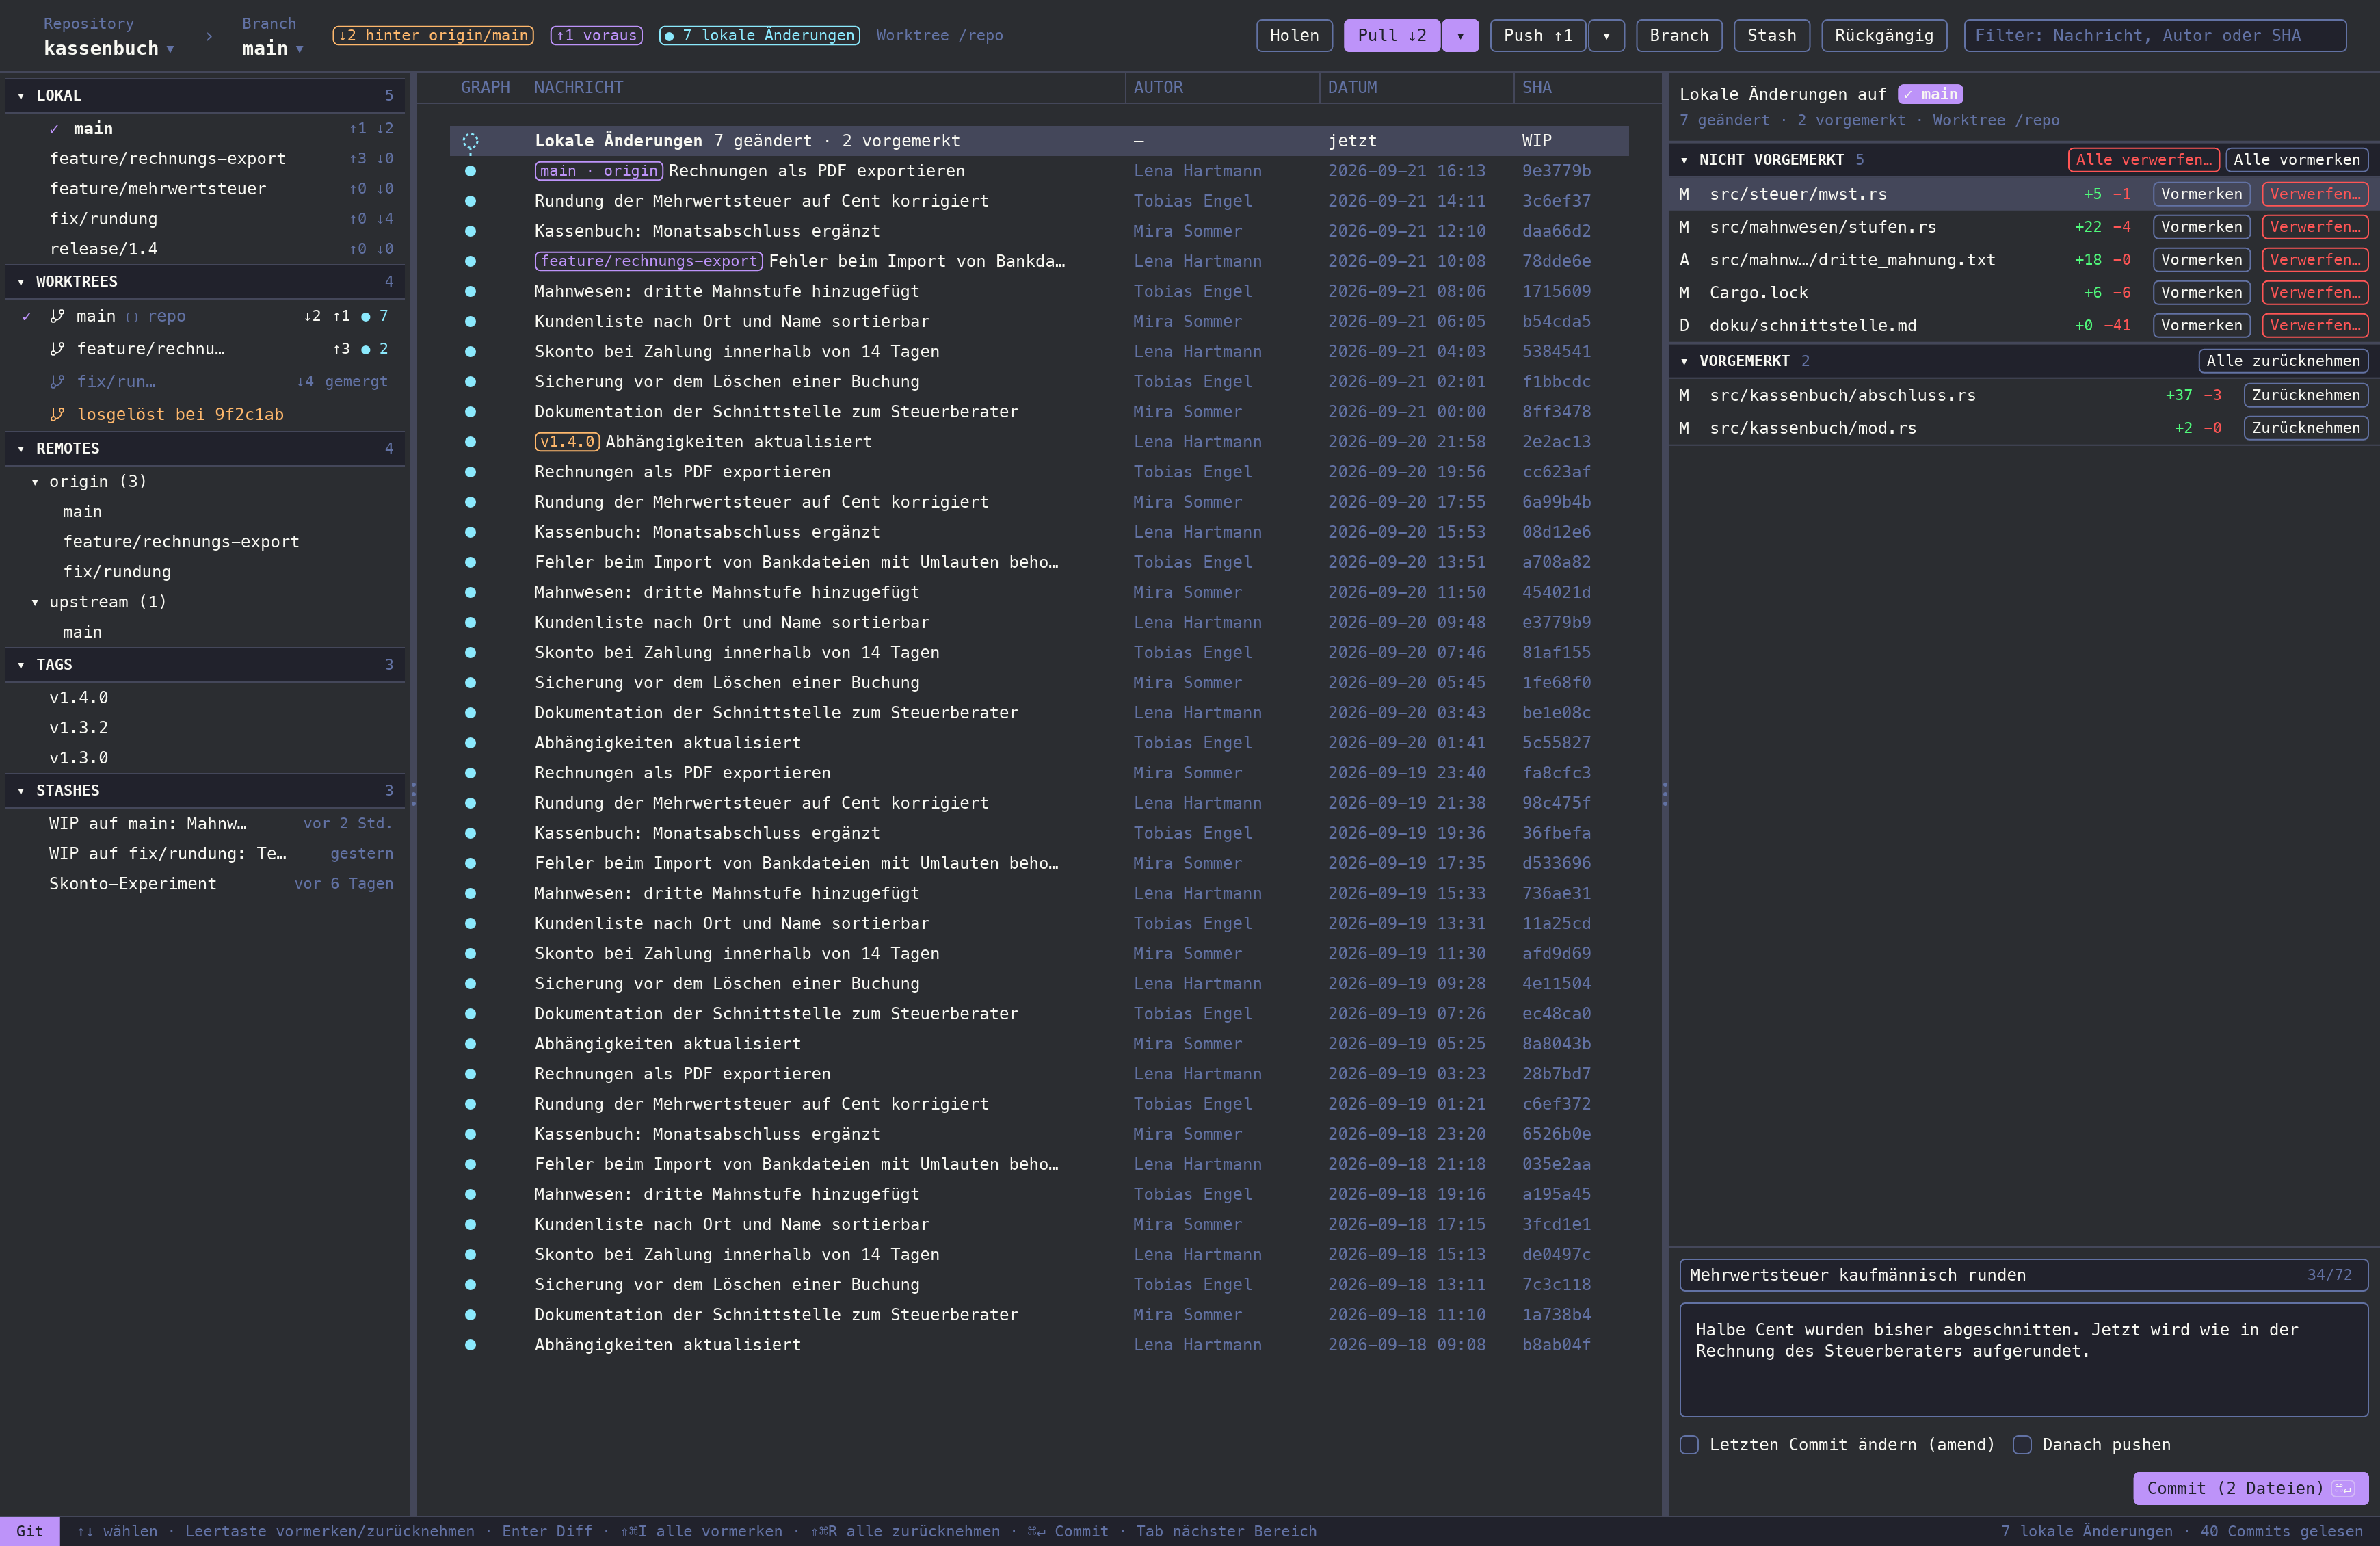 Repository
kassenbuch ▾
›
Branch
main ▾
↓2 hinter origin/main
↑1 voraus
● 7 lokale Änderungen
Worktree /repo
Holen
Pull ↓2 ▾
Push ↑1 ▾
Branch
Stash
Rückgängig
Filter: Nachricht, Autor oder SHA
▾ LOKAL 5
✓ main ↑1 ↓2
feature/rechnungs-export ↑3 ↓0
feature/mehrwertsteuer ↑0 ↓0
fix/rundung ↑0 ↓4
release/1.4 ↑0 ↓0
▾ WORKTREES 4
✓ main ▢ repo ↓2 ↑1 ● 7
feature/rechnu… ↑3 ● 2
fix/run… ↓4 gemergt
losgelöst bei 9f2c1ab
▾ REMOTES 4
▾ origin (3)
main
feature/rechnungs-export
fix/rundung
▾ upstream (1)
main
▾ TAGS 3
v1.4.0
v1.3.2
v1.3.0
▾ STASHES 3
WIP auf main: Mahnw… vor 2 Std.
WIP auf fix/rundung: Te… gestern
Skonto-Experiment vor 6 Tagen
GRAPH NACHRICHT AUTOR DATUM SHA
Lokale Änderungen 7 geändert · 2 vorgemerkt — jetzt WIP
main · origin Rechnungen als PDF exportieren Lena Hartmann 2026-09-21 16:13 9e3779b
Rundung der Mehrwertsteuer auf Cent korrigiert Tobias Engel 2026-09-21 14:11 3c6ef37
Kassenbuch: Monatsabschluss ergänzt Mira Sommer 2026-09-21 12:10 daa66d2
feature/rechnungs-export Fehler beim Import von Bankda… Lena Hartmann 2026-09-21 10:08 78dde6e
Mahnwesen: dritte Mahnstufe hinzugefügt Tobias Engel 2026-09-21 08:06 1715609
Kundenliste nach Ort und Name sortierbar Mira Sommer 2026-09-21 06:05 b54cda5
Skonto bei Zahlung innerhalb von 14 Tagen Lena Hartmann 2026-09-21 04:03 5384541
Sicherung vor dem Löschen einer Buchung Tobias Engel 2026-09-21 02:01 f1bbcdc
Dokumentation der Schnittstelle zum Steuerberater Mira Sommer 2026-09-21 00:00 8ff3478
v1.4.0 Abhängigkeiten aktualisiert Lena Hartmann 2026-09-20 21:58 2e2ac13
Rechnungen als PDF exportieren Tobias Engel 2026-09-20 19:56 cc623af
Rundung der Mehrwertsteuer auf Cent korrigiert Mira Sommer 2026-09-20 17:55 6a99b4b
Kassenbuch: Monatsabschluss ergänzt Lena Hartmann 2026-09-20 15:53 08d12e6
Fehler beim Import von Bankdateien mit Umlauten beho… Tobias Engel 2026-09-20 13:51 a708a82
Mahnwesen: dritte Mahnstufe hinzugefügt Mira Sommer 2026-09-20 11:50 454021d
Kundenliste nach Ort und Name sortierbar Lena Hartmann 2026-09-20 09:48 e3779b9
Skonto bei Zahlung innerhalb von 14 Tagen Tobias Engel 2026-09-20 07:46 81af155
Sicherung vor dem Löschen einer Buchung Mira Sommer 2026-09-20 05:45 1fe68f0
Dokumentation der Schnittstelle zum Steuerberater Lena Hartmann 2026-09-20 03:43 be1e08c
Abhängigkeiten aktualisiert Tobias Engel 2026-09-20 01:41 5c55827
Rechnungen als PDF exportieren Mira Sommer 2026-09-19 23:40 fa8cfc3
Rundung der Mehrwertsteuer auf Cent korrigiert Lena Hartmann 2026-09-19 21:38 98c475f
Kassenbuch: Monatsabschluss ergänzt Tobias Engel 2026-09-19 19:36 36fbefa
Fehler beim Import von Bankdateien mit Umlauten beho… Mira Sommer 2026-09-19 17:35 d533696
Mahnwesen: dritte Mahnstufe hinzugefügt Lena Hartmann 2026-09-19 15:33 736ae31
Kundenliste nach Ort und Name sortierbar Tobias Engel 2026-09-19 13:31 11a25cd
Skonto bei Zahlung innerhalb von 14 Tagen Mira Sommer 2026-09-19 11:30 afd9d69
Sicherung vor dem Löschen einer Buchung Lena Hartmann 2026-09-19 09:28 4e11504
Dokumentation der Schnittstelle zum Steuerberater Tobias Engel 2026-09-19 07:26 ec48ca0
Abhängigkeiten aktualisiert Mira Sommer 2026-09-19 05:25 8a8043b
Rechnungen als PDF exportieren Lena Hartmann 2026-09-19 03:23 28b7bd7
Rundung der Mehrwertsteuer auf Cent korrigiert Tobias Engel 2026-09-19 01:21 c6ef372
Kassenbuch: Monatsabschluss ergänzt Mira Sommer 2026-09-18 23:20 6526b0e
Fehler beim Import von Bankdateien mit Umlauten beho… Lena Hartmann 2026-09-18 21:18 035e2aa
Mahnwesen: dritte Mahnstufe hinzugefügt Tobias Engel 2026-09-18 19:16 a195a45
Kundenliste nach Ort und Name sortierbar Mira Sommer 2026-09-18 17:15 3fcd1e1
Skonto bei Zahlung innerhalb von 14 Tagen Lena Hartmann 2026-09-18 15:13 de0497c
Sicherung vor dem Löschen einer Buchung Tobias Engel 2026-09-18 13:11 7c3c118
Dokumentation der Schnittstelle zum Steuerberater Mira Sommer 2026-09-18 11:10 1a738b4
Abhängigkeiten aktualisiert Lena Hartmann 2026-09-18 09:08 b8ab04f
Lokale Änderungen auf ✓ main
7 geändert · 2 vorgemerkt · Worktree /repo
▾ NICHT VORGEMERKT 5 Alle verwerfen… Alle vormerken
M src/steuer/mwst.rs +5 −1 Vormerken Verwerfen…
M src/mahnwesen/stufen.rs +22 −4 Vormerken Verwerfen…
A src/mahnw…/dritte_mahnung.txt +18 −0 Vormerken Verwerfen…
M Cargo.lock +6 −6 Vormerken Verwerfen…
D doku/schnittstelle.md +0 −41 Vormerken Verwerfen…
▾ VORGEMERKT 2 Alle zurücknehmen
M src/kassenbuch/abschluss.rs +37 −3 Zurücknehmen
M src/kassenbuch/mod.rs +2 −0 Zurücknehmen
Mehrwertsteuer kaufmännisch runden 34/72
Halbe Cent wurden bisher abgeschnitten. Jetzt wird wie in der
Rechnung des Steuerberaters aufgerundet.
Letzten Commit ändern (amend)
Danach pushen
Commit (2 Dateien) ⌘↵
Git ↑↓ wählen · Leertaste vormerken/zurücknehmen · Enter Diff · ⇧⌘I alle vormerken · ⇧⌘R alle zurücknehmen · ⌘↵ Commit · Tab nächster Bereich
7 lokale Änderungen · 40 Commits gelesen